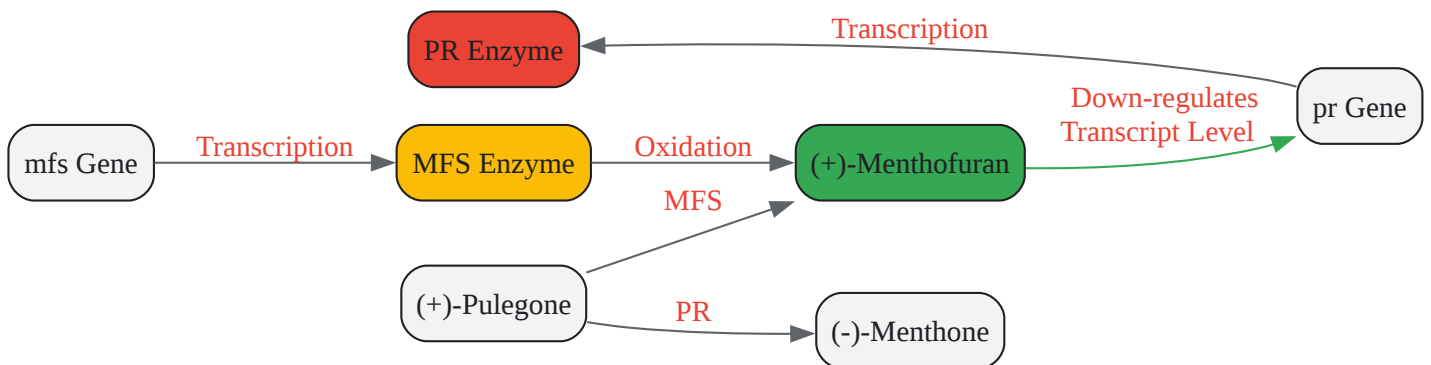 Transcription
PR Enzyme
Down-regulates
Transcript Level
pr Gene
mfs Gene
Transcription
MFS Enzyme
Oxidation
(+)-Menthofuran
MFS
(+)-Pulegone
PR
(-)-Menthone